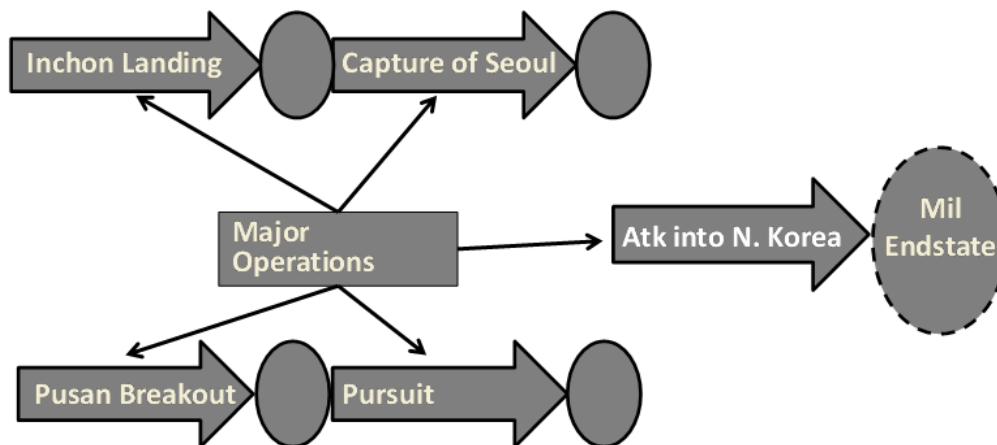 Inchon Landing
Capture of Seoul
Major
Operations
Atk into N. Korea
Mil
Endstate
Pusan Breakout
Pursuit